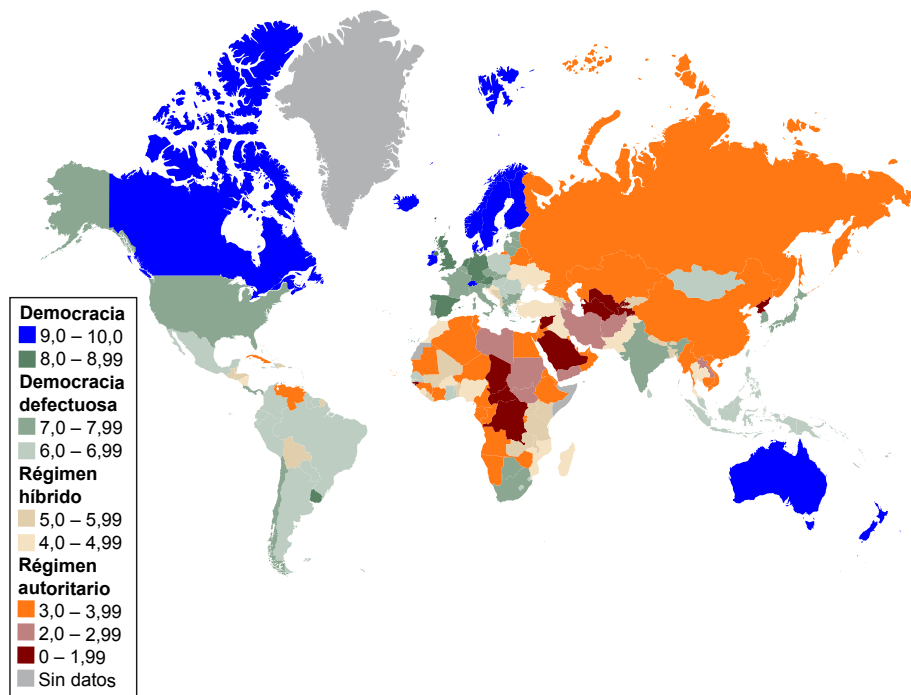 Democracia
9,0 – 10,0
8,0 – 8,99
Democracia
defectuosa
7,0 – 7,99
6,0 – 6,99
Régimen
híbrido
5,0 – 5,99
4,0 – 4,99
Régimen
autoritario
3,0 – 3,99
2,0 – 2,99
0 – 1,99
Sin datos